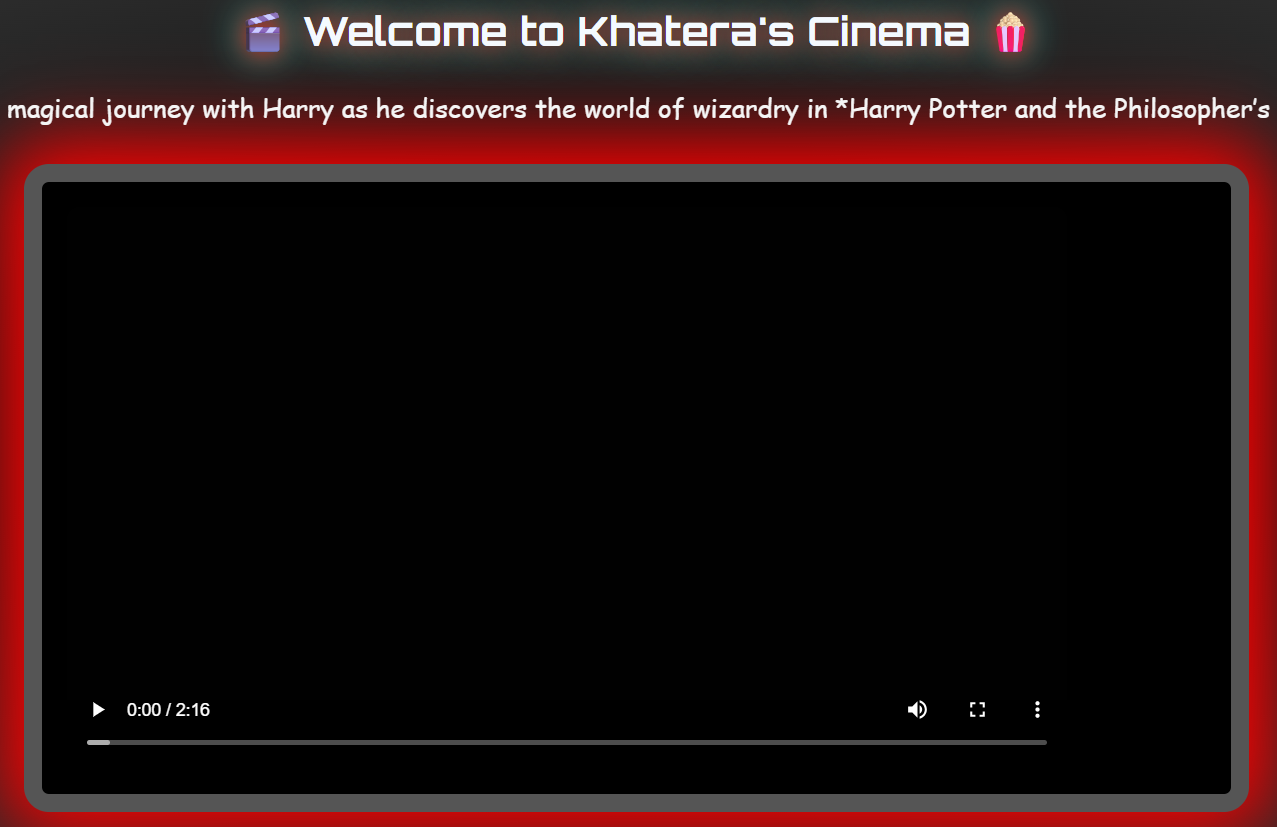 🎬 Welcome to Khatera's Cinema 🍿
magical journey with Harry as he discovers the world of wizardry in *Harry Potter and the Philosopher’s
0:00 / 2:16